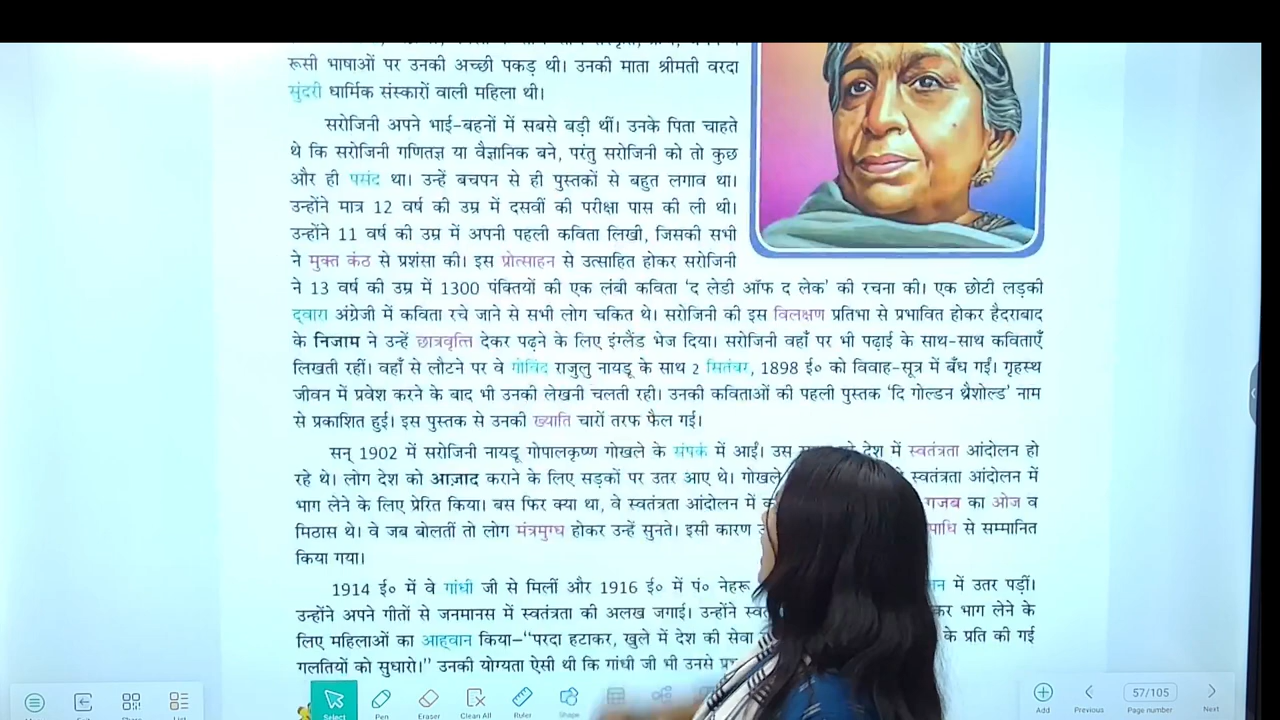 रूसी भाषाओं पर उनकी अच्छी पकड़ थी। उनकी माता श्रीमती वरदा
सुंदरी धार्मिक संस्कारों वाली महिला थी।
सरोजिनी अपने भाई-बहनों में सबसे बड़ी थीं। उनके पिता चाहते
थे कि सरोजिनी गणितज्ञ या वैज्ञानिक बने, परंतु सरोजिनी को तो कुछ
और ही पसंद था। उन्हें बचपन से ही पुस्तकों से बहुत लगाव था।
उन्होंने मात्र 12 वर्ष की उम्र में दसवीं की परीक्षा पास की ली थी।
उन्होंने 11 वर्ष की उम्र में अपनी पहली कविता लिखी, जिसकी सभी
ने मुक्त कंठ से प्रशंसा की। इस प्रोत्साहन से उत्साहित होकर सरोजिनी
ने 13 वर्ष की उम्र में 1300 पंक्तियों की एक लंबी कविता ‘द लेडी ऑफ द लेक’ की रचना की। एक छोटी लड़की
द्वारा अंग्रेजी में कविता रचे जाने से सभी लोग चकित थे। सरोजिनी की इस विलक्षण प्रतिभा से प्रभावित होकर हैदराबाद
के निजाम ने उन्हें छात्रवृत्ति देकर पढ़ने के लिए इंग्लैंड भेज दिया। सरोजिनी वहाँ पर भी पढ़ाई के साथ-साथ कविताएँ
लिखती रहीं। वहाँ से लौटने पर वे गोविंद राजुलु नायडू के साथ 2 सितंबर, 1898 ई० को विवाह-सूत्र में बँध गईं। गृहस्थ
जीवन में प्रवेश करने के बाद भी उनकी लेखनी चलती रही। उनकी कविताओं की पहली पुस्तक ‘दि गोल्डन थ्रैशोल्ड’ नाम
से प्रकाशित हुई। इस पुस्तक से उनकी ख्याति चारों तरफ फैल गई।
सन् 1902 में सरोजिनी नायडू गोपालकृष्ण गोखले के संपर्क में आईं। उस देश में स्वतंत्रता आंदोलन हो
रहे थे। लोग देश को आज़ाद कराने के लिए सड़कों पर उतर आए थे। गोखले स्वतंत्रता आंदोलन में
भाग लेने के लिए प्रेरित किया। बस फिर क्या था, वे स्वतंत्रता आंदोलन में गजब का ओज व
मिठास थे। वे जब बोलतीं तो लोग मंत्रमुग्ध होकर उन्हें सुनते। इसी कारण से सम्मानित
किया गया।
1914 ई० में वे गांधी जी से मिलीं और 1916 ई० में पं० नेहरू में उतर पड़ीं।
उन्होंने अपने गीतों से जनमानस में स्वतंत्रता की अलख जगाई। उन्होंने भाग लेने के
लिए महिलाओं का आह्वान किया–“परदा हटाकर, खुले में देश की सेवा के प्रति की गई
गलतियों को सुधारो।” उनकी योग्यता ऐसी थी कि गांधी जी भी उनसे
Select Pen Eraser Clean All Ruler Shape
Add Previous 57/105 Page number Next